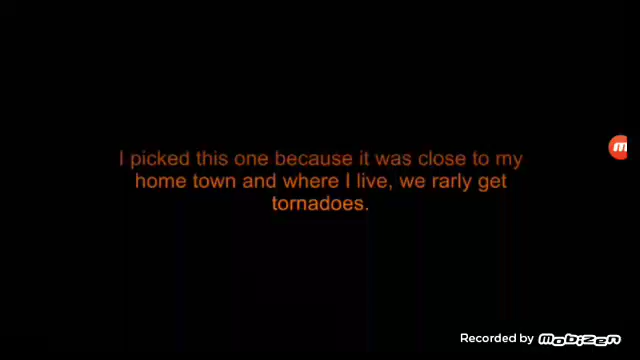 I picked this one because it was close to my
home town and where I live, we rarly get
tornadoes.
Recorded by Mobizen